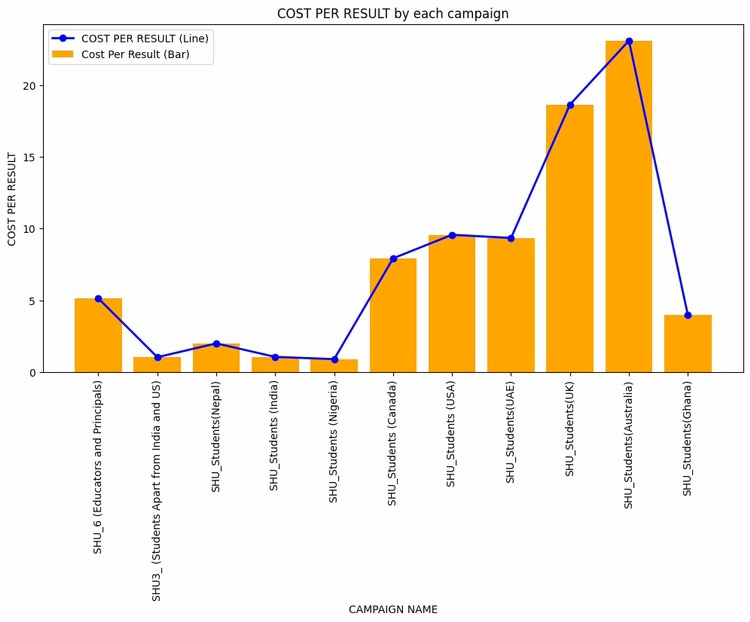 COST PER RESULT by each campaign
COST PER RESULT (Line)
Cost Per Result (Bar)
COST PER RESULT
20
15
10
5
0
SHU_6 (Educators and Principals)
SHU3_ (Students Apart from India and US)
SHU_Students(Nepal)
SHU_Students (India)
SHU_Students (Nigeria)
SHU_Students (Canada)
SHU_Students (USA)
SHU_Students(UAE)
SHU_Students(UK)
SHU_Students(Australia)
SHU_Students(Ghana)
CAMPAIGN NAME